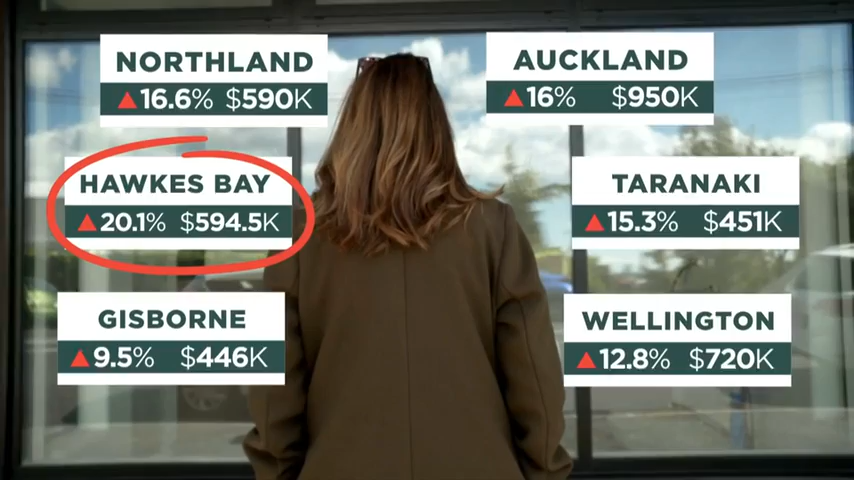 NORTHLAND
▲16.6% $590K
AUCKLAND
▲16% $950K
HAWKES BAY
▲20.1% $594.5K
TARANAKI
▲15.3% $451K
GISBORNE
▲9.5% $446K
WELLINGTON
▲12.8% $720K